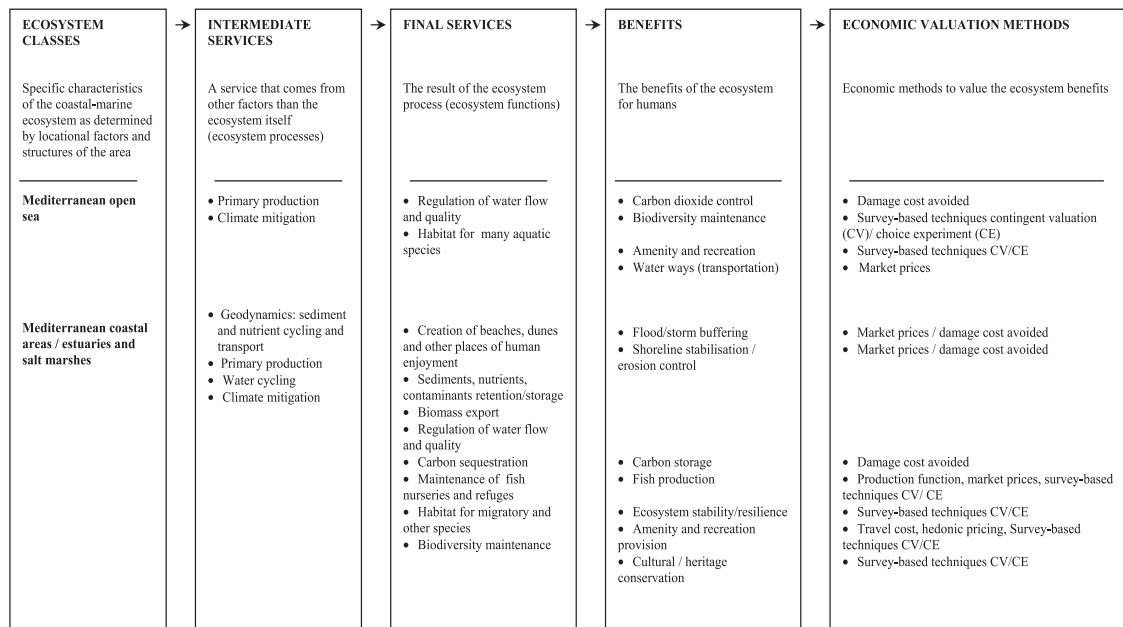 ECOSYSTEM
CLASSES
Specific characteristics
of the coastal-marine
ecosystem as determined
by locational factors and
structures of the area
Mediterranean open
sea
Mediterranean coastal
areas / estuaries and
salt marshes
INTERMEDIATE
SERVICES
A service that comes from
other factors than the
ecosystem itself
(ecosystem processes)
• Primary production
• Climate mitigation
• Geodynamics: sediment
and nutrient cycling and
transport
• Primary production
• Water cycling
• Climate mitigation
FINAL SERVICES
The result of the ecosystem
process (ecosystem functions)
• Regulation of water flow
and quality
• Habitat for many aquatic
species
• Creation of beaches, dunes
and other places of human
enjoyment
• Sediments, nutrients,
contaminants retention/storage
• Biomass export
• Regulation of water flow
and quality
• Carbon sequestration
• Maintenance of fish
nurseries and refuges
• Habitat for migratory and
other species
• Biodiversity maintenance
BENEFITS
The benefits of the ecosystem
for humans
• Carbon dioxide control
• Biodiversity maintenance
• Amenity and recreation
• Water ways (transportation)
• Flood/storm buffering
• Shoreline stabilisation /
erosion control
• Carbon storage
• Fish production
• Ecosystem stability/resilience
• Amenity and recreation
provision
• Cultural / heritage
conservation
ECONOMIC VALUATION METHODS
Economic methods to value the ecosystem benefits
• Damage cost avoided
• Survey-based techniques contingent valuation
(CV)/ choice experiment (CE)
• Survey-based techniques CV/CE
• Market prices
• Market prices / damage cost avoided
• Market prices / damage cost avoided
• Damage cost avoided
• Production function, market prices, survey-based
techniques CV/ CE
• Survey-based techniques CV/CE
• Travel cost, hedonic pricing, Survey-based
techniques CV/CE
• Survey-based techniques CV/CE